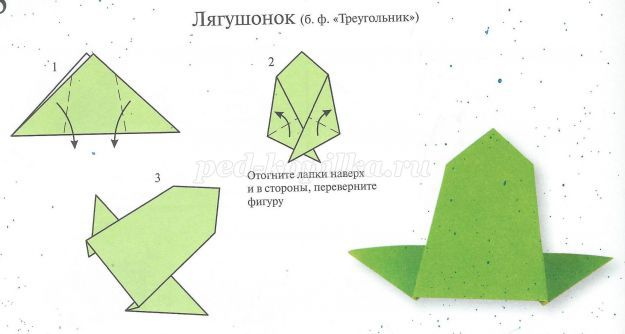 Лягушонок (б. ф. «Треугольник»)
1
2
Отогните лапки наверх
и в стороны, переверните
фигуру
3
ped-kopilka.ru